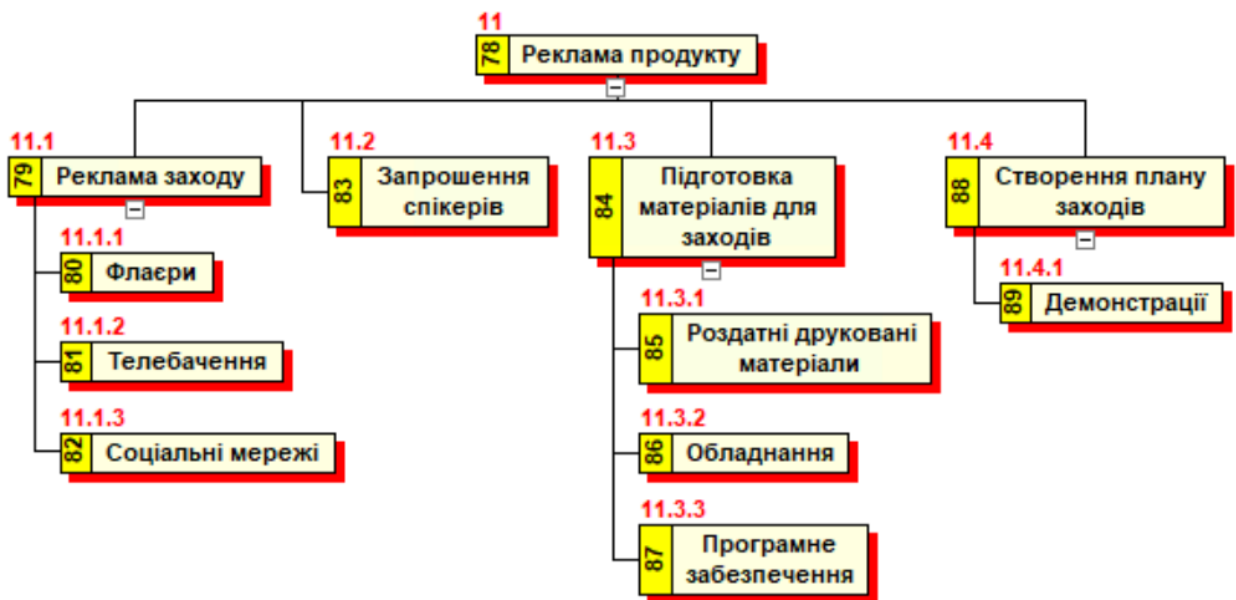 11
78
Реклама продукту
11.1
79
Реклама заходу
11.2
83
Запрошення
спікерів
11.3
84
Підготовка
матеріалів для
заходів
11.4
88
Створення плану
заходів
11.1.1
80
Флаєри
11.1.2
81
Телебачення
11.1.3
82
Соціальні мережі
11.3.1
85
Роздатні друковані
матеріали
11.3.2
86
Обладнання
11.3.3
87
Програмне
забезпечення
11.4.1
89
Демонстрації